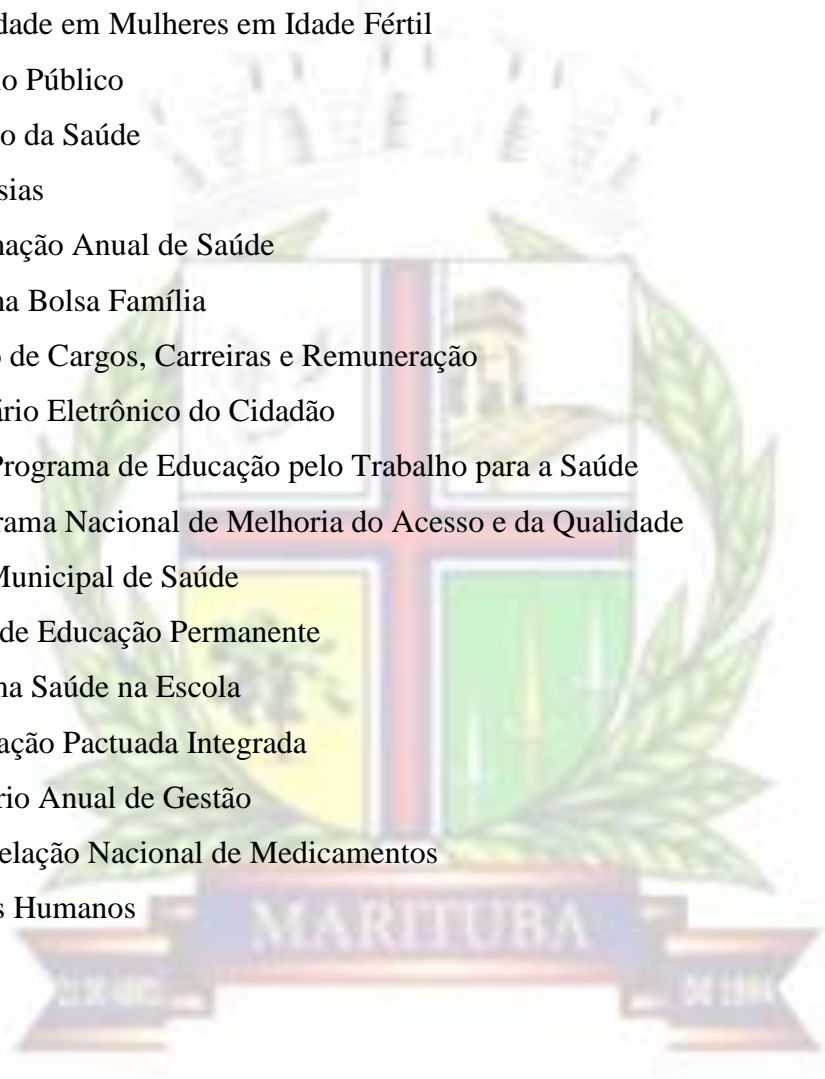 dade em Mulheres em Idade Fértil
o Público
o da Saúde
sias
nação Anual de Saúde
na Bolsa Família
o de Cargos, Carreiras e Remuneração
ário Eletrônico do Cidadão
Programa de Educação pelo Trabalho para a Saúde
rama Nacional de Melhoria do Acesso e da Qualidade
Municipal de Saúde
de Educação Permanente
na Saúde na Escola
ação Pactuada Integrada
rio Anual de Gestão
elação Nacional de Medicamentos
s Humanos
MARITUBA
DE 1994